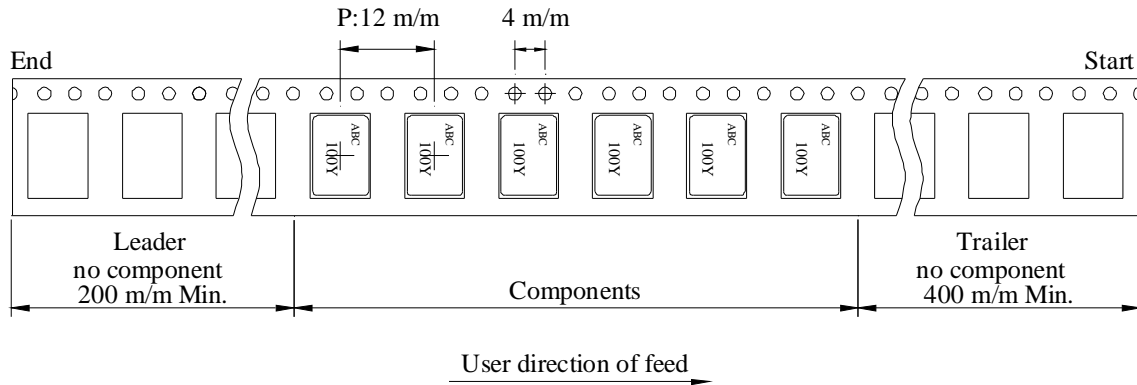 P:12 m/m
4 m/m
End
Start
ABC
100Y
ABC
100Y
ABC
100Y
ABC
100Y
ABC
100Y
ABC
100Y
Leader
no component
200 m/m Min.
Components
Trailer
no component
400 m/m Min.
User direction of feed